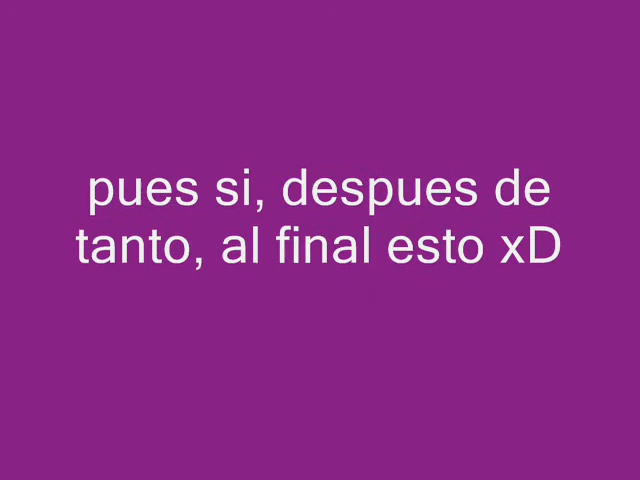 pues si, despues de
tanto, al final esto xD